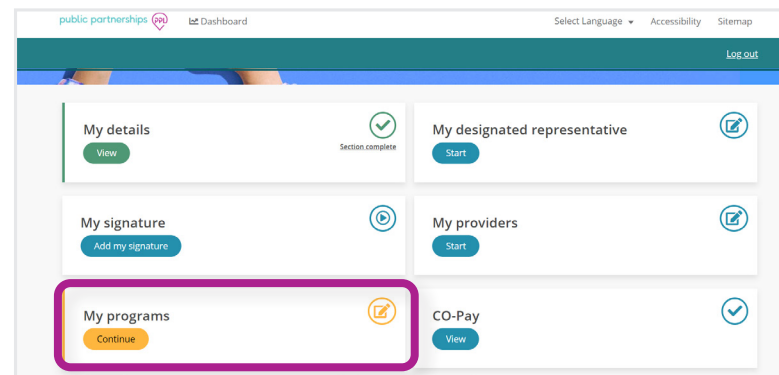 public partnerships ppl Dashboard Select Language Accessibility Sitemap
Log out
My details
View
Section complete
My designated representative
Start
My signature
Add my signature
My providers
Start
My programs
Continue
CO-Pay
View